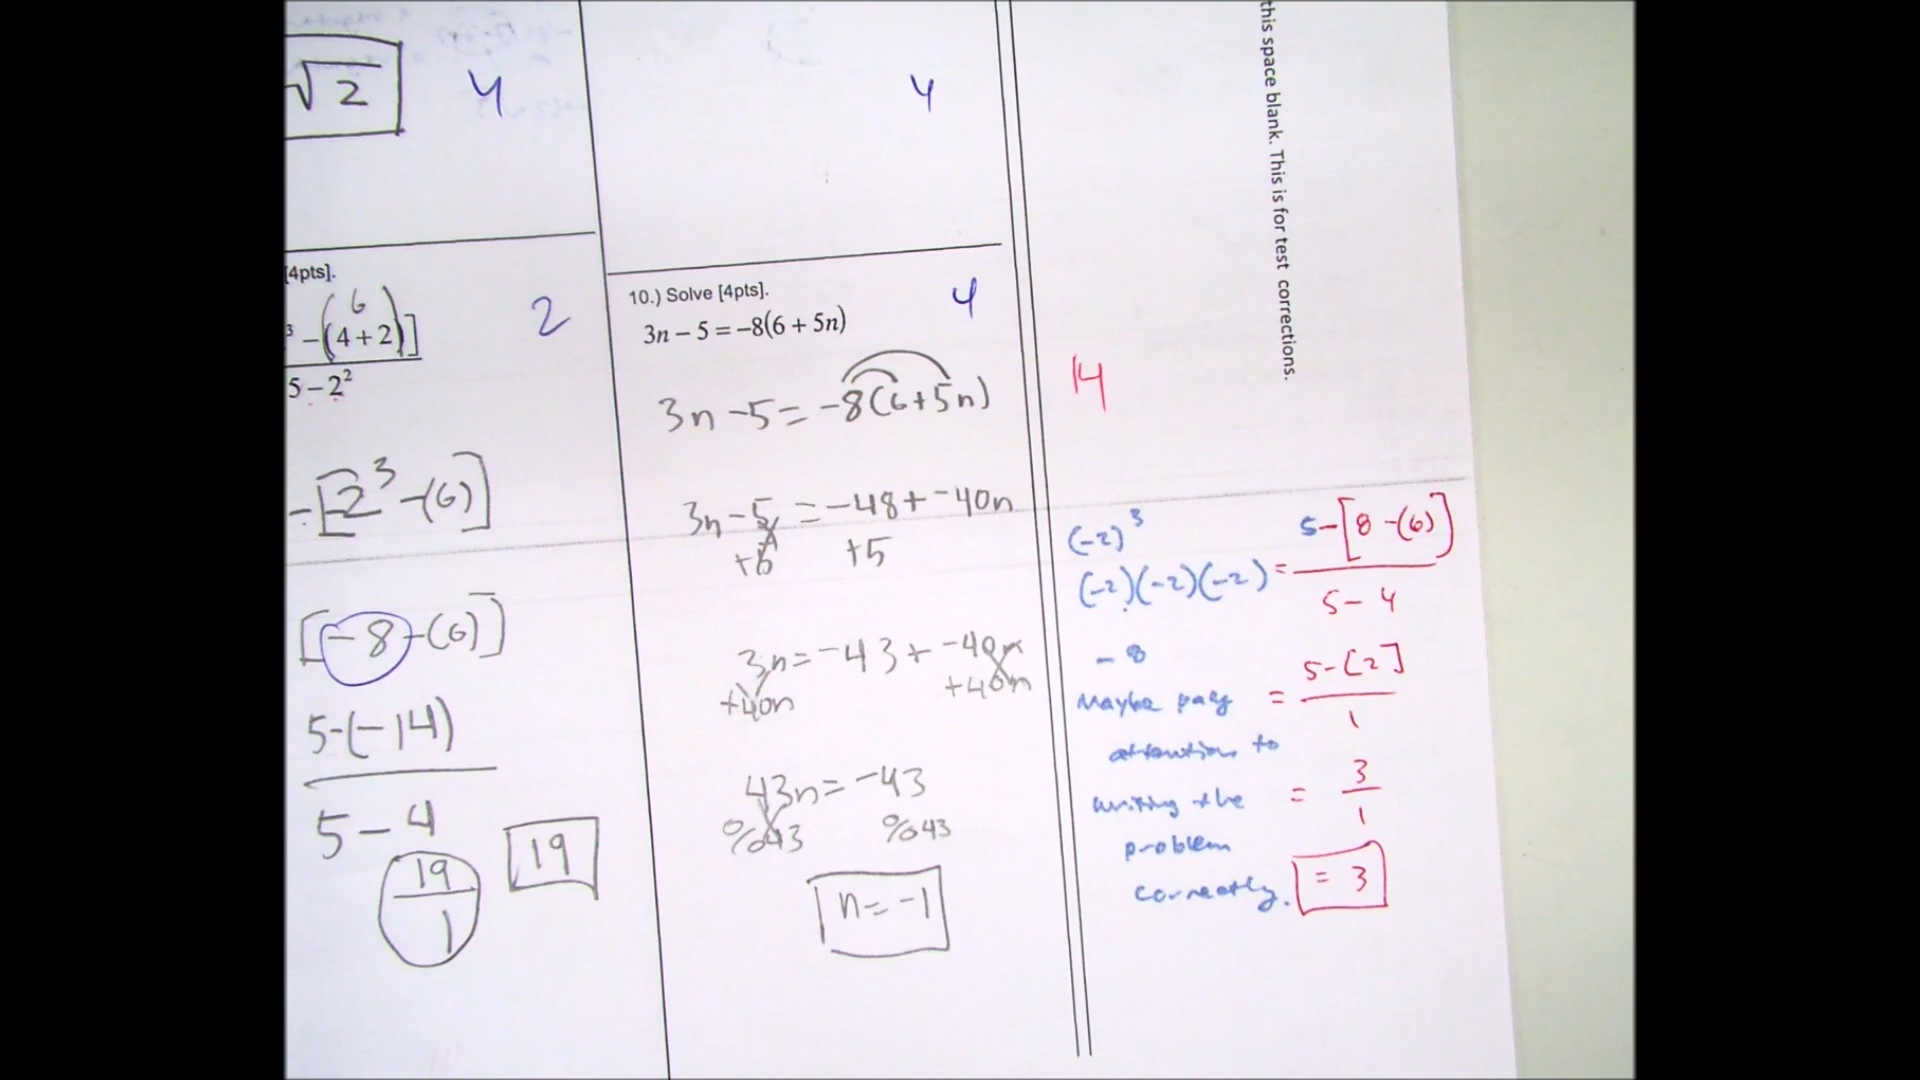 √2
4
4
[4pts].
6
³ -(4+2)]
5-2²
2
-[-2³ -(6)]
[-8-(6)]
5-(-14)
5-4
19
1
19
10.) Solve [4pts].
4
3n-5=-8(6+5n)
3n-5=-8(6+5n)
3n-5=-48+-40n
+5 +5
3n=-43+-40n
+40n +40n
43n=-43
%43 %43
n=-1
this space blank. This is for test corrections.
14
(-2)³
(-2)(-2)(-2)
-8
Maybe pay
attention to
writing the
problem
correctly.
5-[8-(6)]
=
5-4
5-[2]
=
1
3
=
1
=3